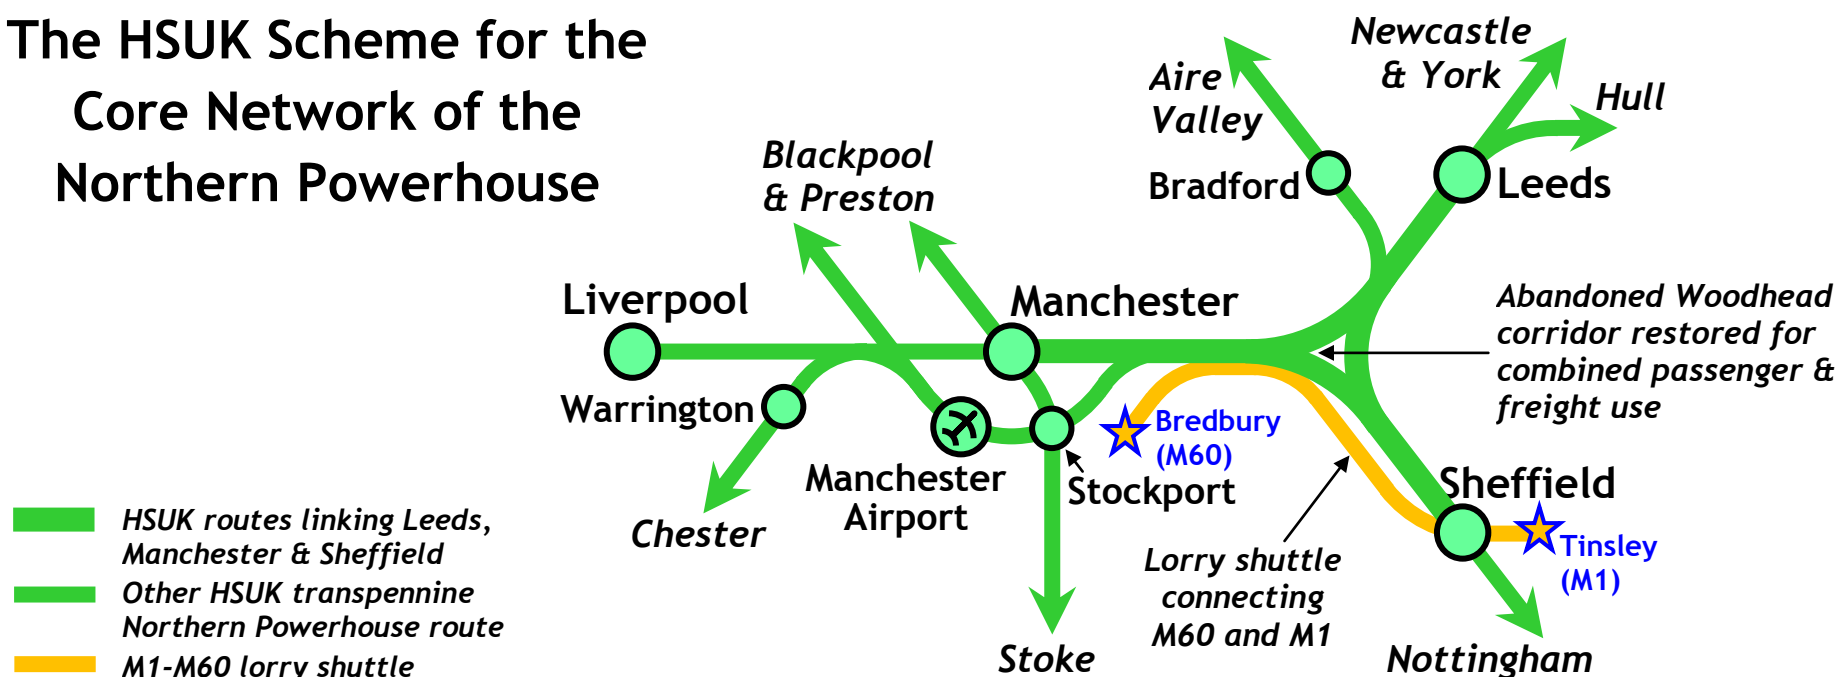 The HSUK Scheme for the
Core Network of the
Northern Powerhouse
Newcastle
& York
Aire
Valley
Hull
Blackpool
& Preston
Bradford
Leeds
Liverpool
Manchester
Abandoned Woodhead
corridor restored for
combined passenger &
freight use
Warrington
Bredbury
(M60)
Manchester
Airport
Stockport
Sheffield
Chester
Tinsley
(M1)
Lorry shuttle
connecting
M60 and M1
Stoke
Nottingham
HSUK routes linking Leeds,
Manchester & Sheffield
Other HSUK transpennine
Northern Powerhouse route
M1-M60 lorry shuttle